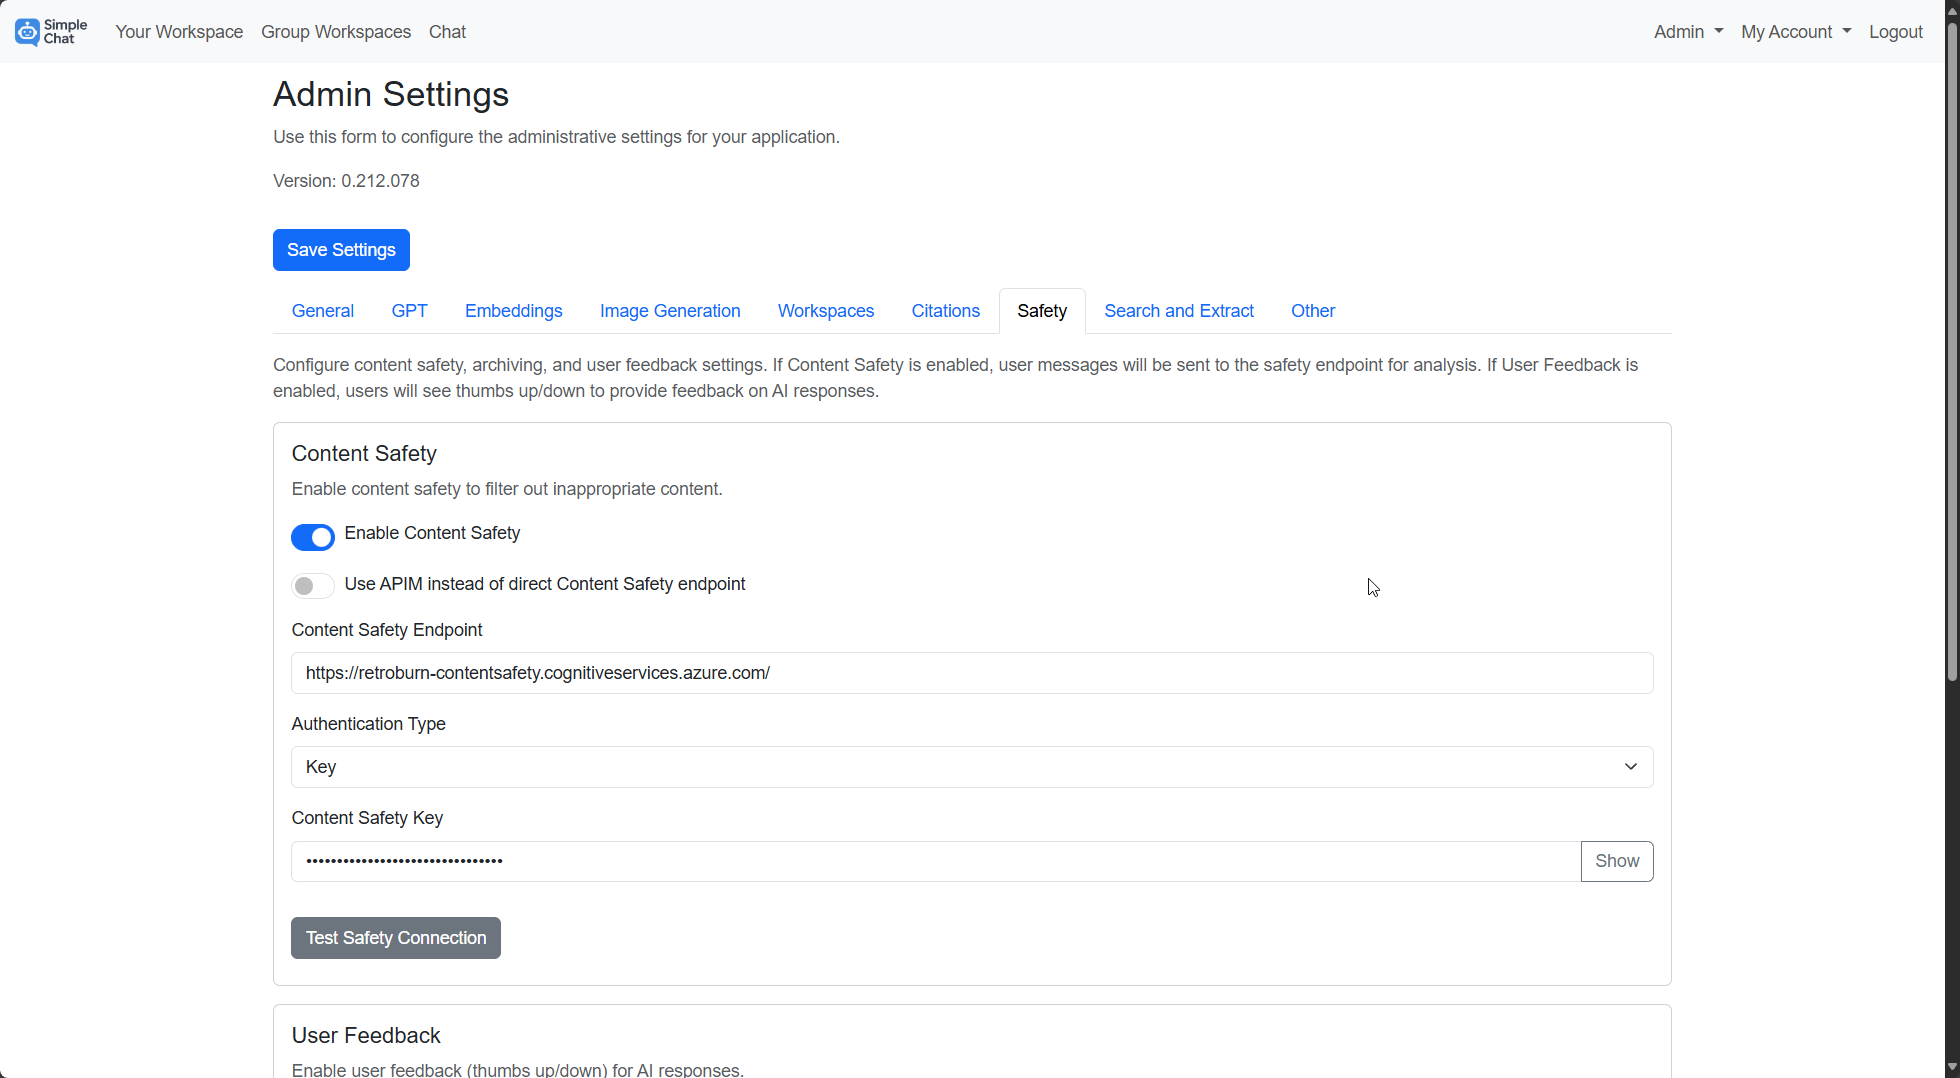 Simple
Chat
Your Workspace
Group Workspaces
Chat
Admin
My Account
Logout
Admin Settings
Use this form to configure the administrative settings for your application.
Version: 0.212.078
Save Settings
General
GPT
Embeddings
Image Generation
Workspaces
Citations
Safety
Search and Extract
Other
Configure content safety, archiving, and user feedback settings. If Content Safety is enabled, user messages will be sent to the safety endpoint for analysis. If User Feedback is
enabled, users will see thumbs up/down to provide feedback on AI responses.
Content Safety
Enable content safety to filter out inappropriate content.
Enable Content Safety
Use APIM instead of direct Content Safety endpoint
Content Safety Endpoint
https://retroburn-contentsafety.cognitiveservices.azure.com/
Authentication Type
Key
Content Safety Key
••••••••••••••••••••••••••••••••
Show
Test Safety Connection
User Feedback
Enable user feedback (thumbs up/down) for AI responses.